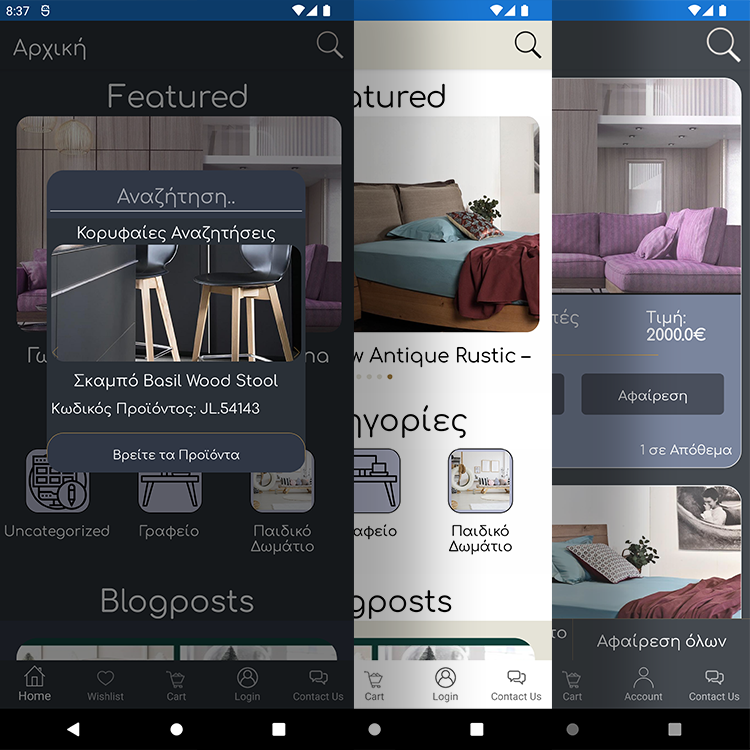 8:37
Αρχική
Featured
Αναζήτηση..
Κορυφαίες Αναζητήσεις
Σκαμπό Basil Wood Stool
Κωδικός Προϊόντος: JL.54143
Βρείτε τα Προϊόντα
Γω
na
Uncategorized
Γραφείο
Παιδικό
Δωμάτιο
Blogposts
Home
Wishlist
Cart
Login
Contact Us
atured
w Antique Rustic –
ηγορίες
αφείο
Παιδικό
Δωμάτιο
gposts
Cart
Login
Contact Us
τές
Τιμή:
2000.0€
Αφαίρεση
1 σε Απόθεμα
το
Αφαίρεση όλων
Cart
Account
Contact Us